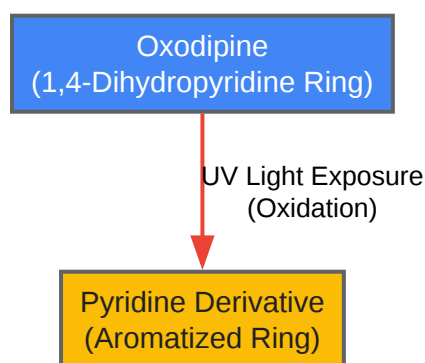 Oxodipine
(1,4-Dihydropyridine Ring)
UV Light Exposure
(Oxidation)
Pyridine Derivative
(Aromatized Ring)